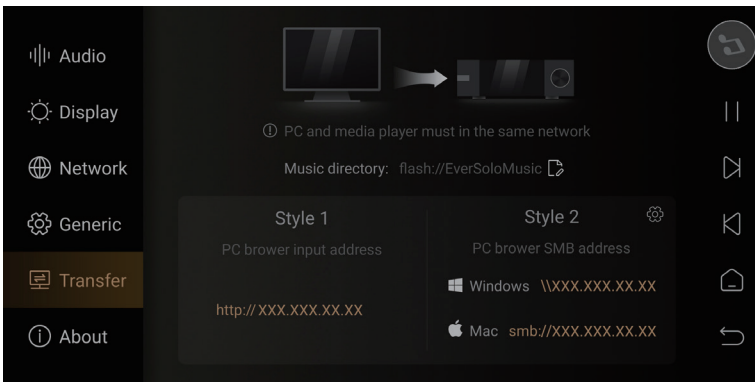 Audio
Display
Network
Generic
Transfer
About
PC and media player must in the same network
Music directory: flash://EverSoloMusic
Style 1
PC brower input address
http://XXX.XXX.XX.XX
Style 2
PC brower SMB address
Windows \\XXX.XXX.XX.XX
Mac smb://XXX.XXX.XX.XX